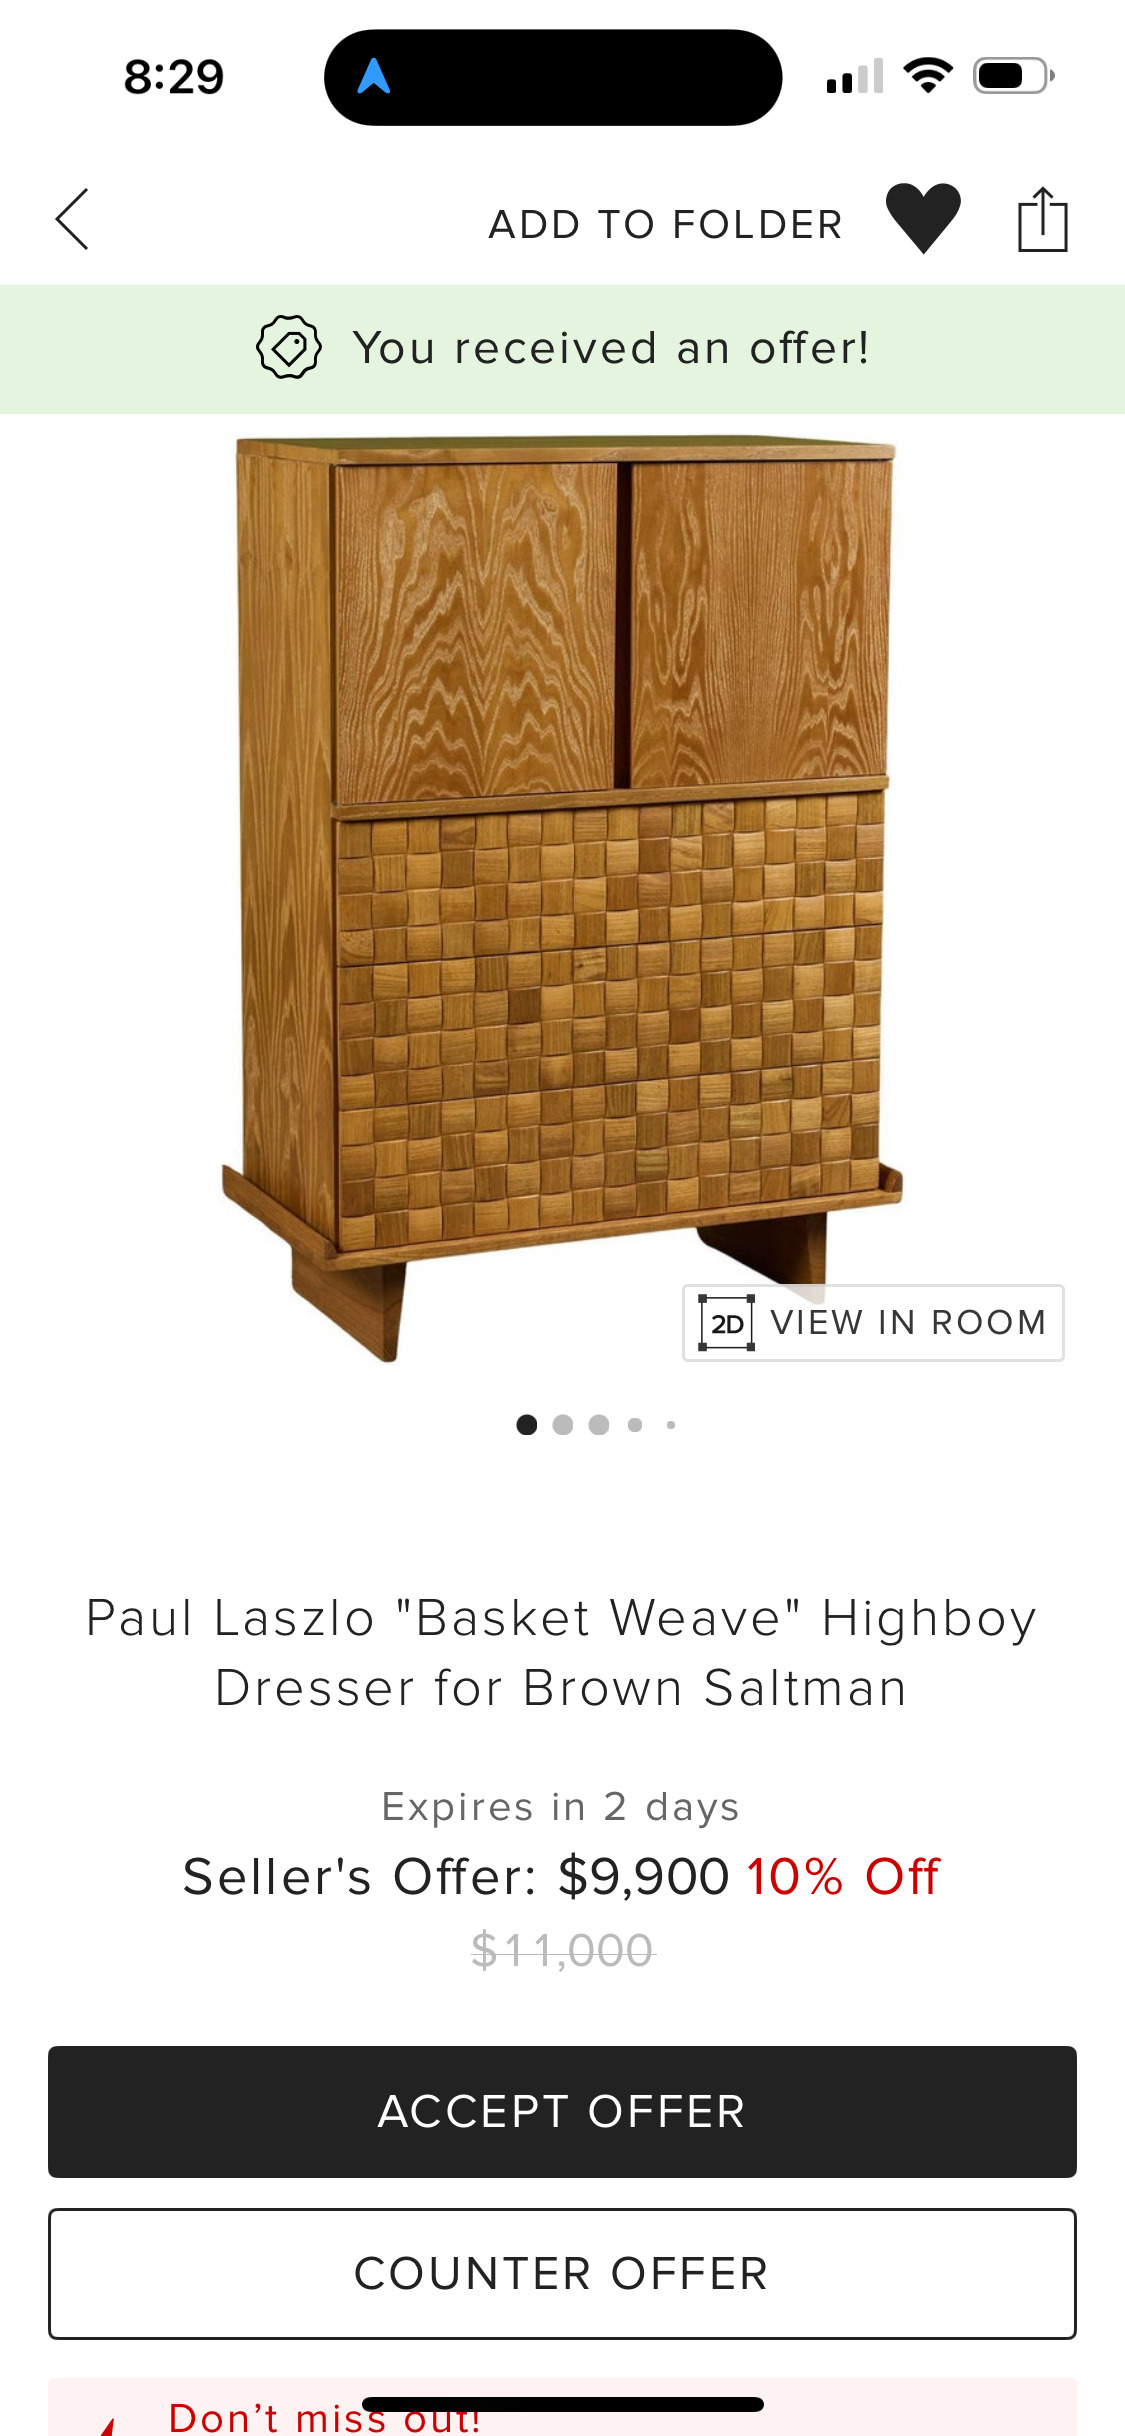 8:29
ADD TO FOLDER
You received an offer!
2D VIEW IN ROOM
Paul Laszlo "Basket Weave" Highboy
Dresser for Brown Saltman
Expires in 2 days
Seller's Offer: $9,900 10% Off
$11,000
ACCEPT OFFER
COUNTER OFFER
Don’t miss out!